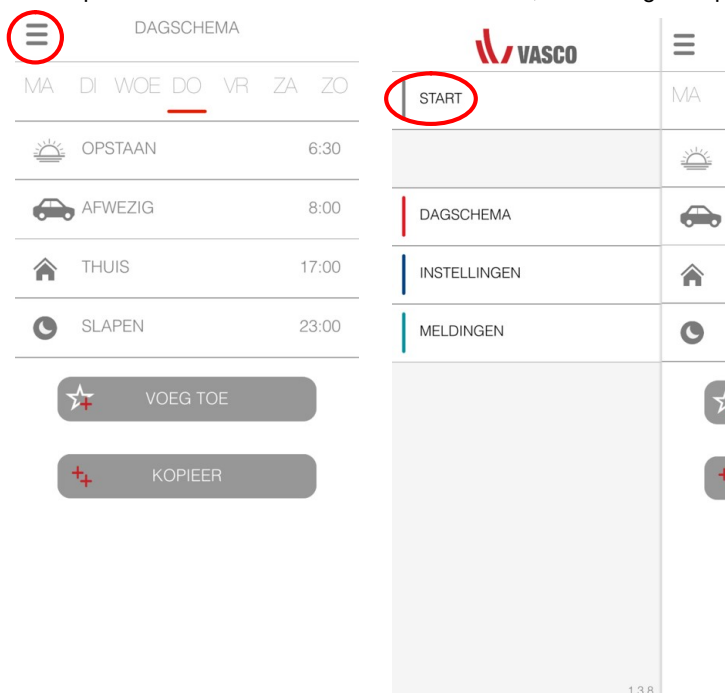 DAGSCHEMA
MA DI WOE DO VR ZA ZO
OPSTAAN 6:30
AFWEZIG 8:00
THUIS 17:00
SLAPEN 23:00
VOEG TOE
KOPIEER
VASCO
START
DAGSCHEMA
INSTELLINGEN
MELDINGEN
1.3.8
MA